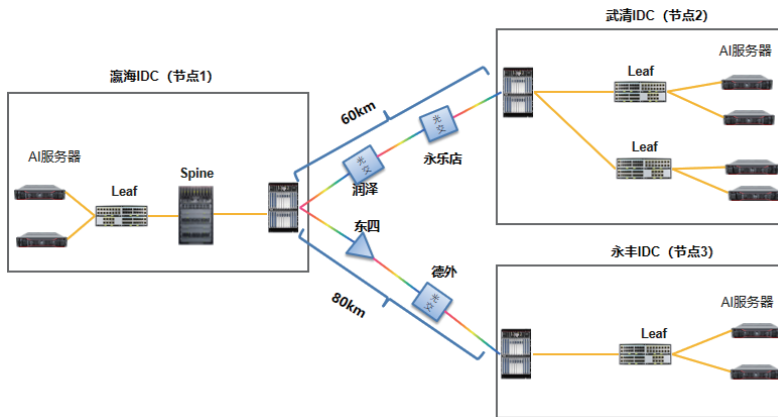 武清IDC（节点2）
AI服务器
Leaf
Leaf
瀛海IDC（节点1）
AI服务器
Leaf
Spine
60km
光交
润泽
光交
永乐店
东四
光交
德外
80km
永丰IDC（节点3）
AI服务器
Leaf